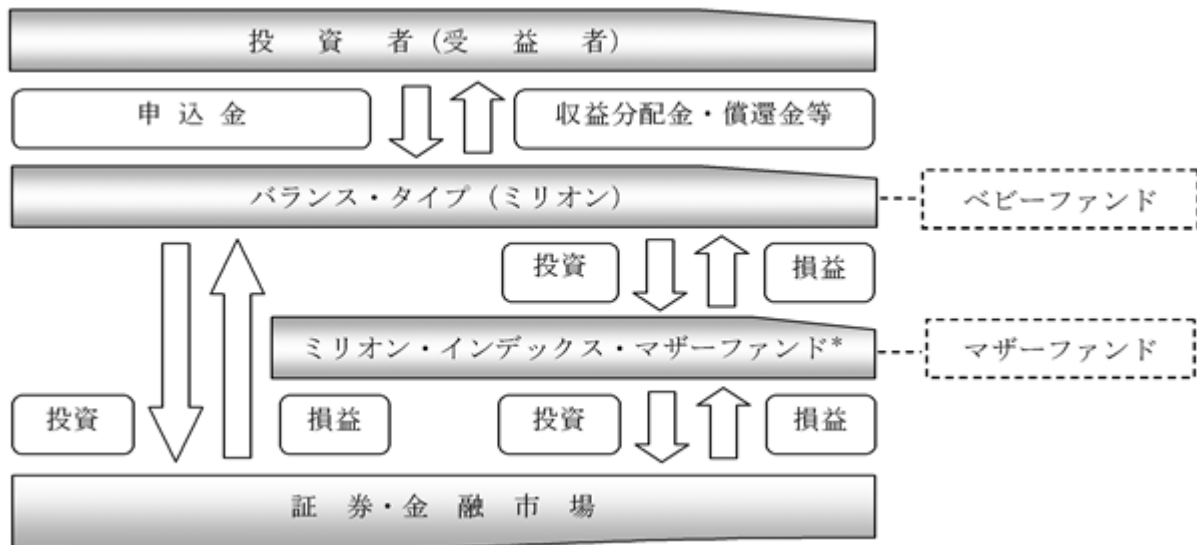 投資者(受益者)
申込金
収益分配金・償還金等
バランス・タイプ(ミリオン)
ベビーファンド
投資
損益
ミリオン・インデックス・マザーファンド*
マザーファンド
投資
損益
投資
損益
証券・金融市場